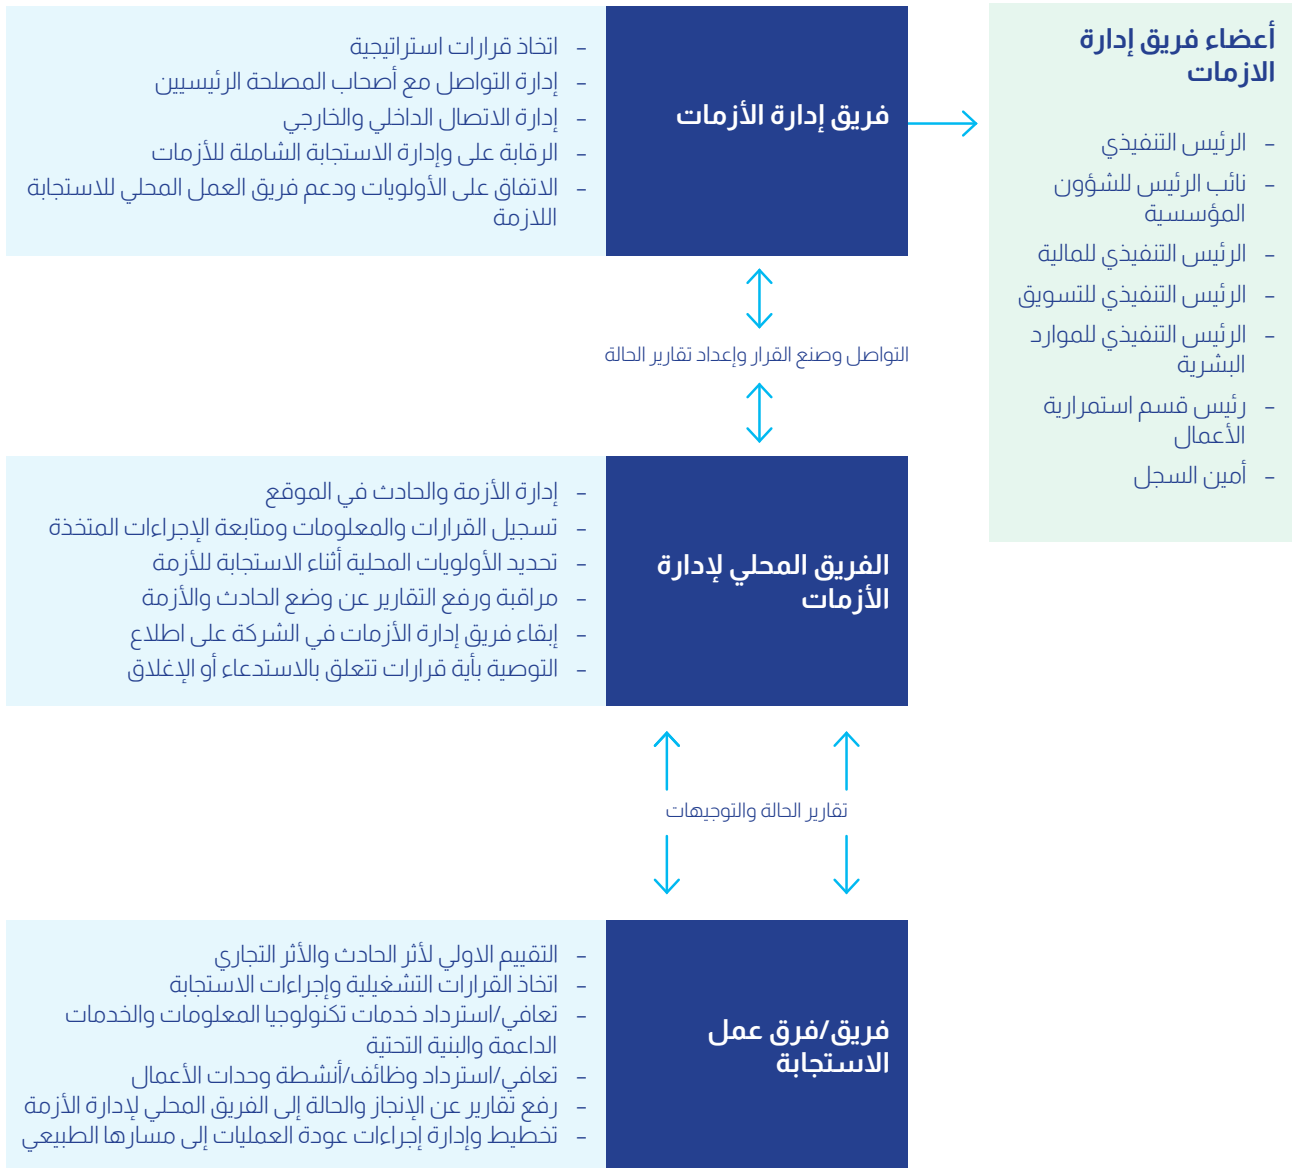 أعضاء فريق إدارة
الازمات
- الرئيس التنفيذي
- نائب الرئيس للشؤون
المؤسسية
- الرئيس التنفيذي للمالية
- الرئيس التنفيذي للتسويق
- الرئيس التنفيذي للموارد
البشرية
- رئيس قسم استمرارية
الأعمال
- أمين السجل
فريق إدارة الأزمات
- اتخاذ قرارات استراتيجية
- إدارة التواصل مع أصحاب المصلحة الرئيسيين
- إدارة الاتصال الداخلي والخارجي
- الرقابة على وإدارة الاستجابة الشاملة للأزمات
- الاتفاق على الأولويات ودعم فريق العمل المحلي للاستجابة
اللازمة
التواصل وصنع القرار وإعداد تقارير الحالة
الفريق المحلي لإدارة
الأزمات
- إدارة الأزمة والحادث في الموقع
- تسجيل القرارات والمعلومات ومتابعة الإجراءات المتخذة
- تحديد الأولويات المحلية أثناء الاستجابة للأزمة
- مراقبة ورفع التقارير عن وضع الحادث والأزمة
- إبقاء فريق إدارة الأزمات في الشركة على اطلاع
- التوصية بأية قرارات تتعلق بالاستدعاء أو الإغلاق
تقارير الحالة والتوجيهات
فريق/فرق عمل
الاستجابة
- التقييم الاولي لأثر الحادث والأثر التجاري
- اتخاذ القرارات التشغيلية وإجراءات الاستجابة
- تعافي/استرداد خدمات تكنولوجيا المعلومات والخدمات
الداعمة والبنية التحتية
- تعافي/استرداد وظائف/أنشطة وحدات الأعمال
- رفع تقارير عن الإنجاز والحالة إلى الفريق المحلي لإدارة الأزمة
- تخطيط وإدارة إجراءات عودة العمليات إلى مسارها الطبيعي